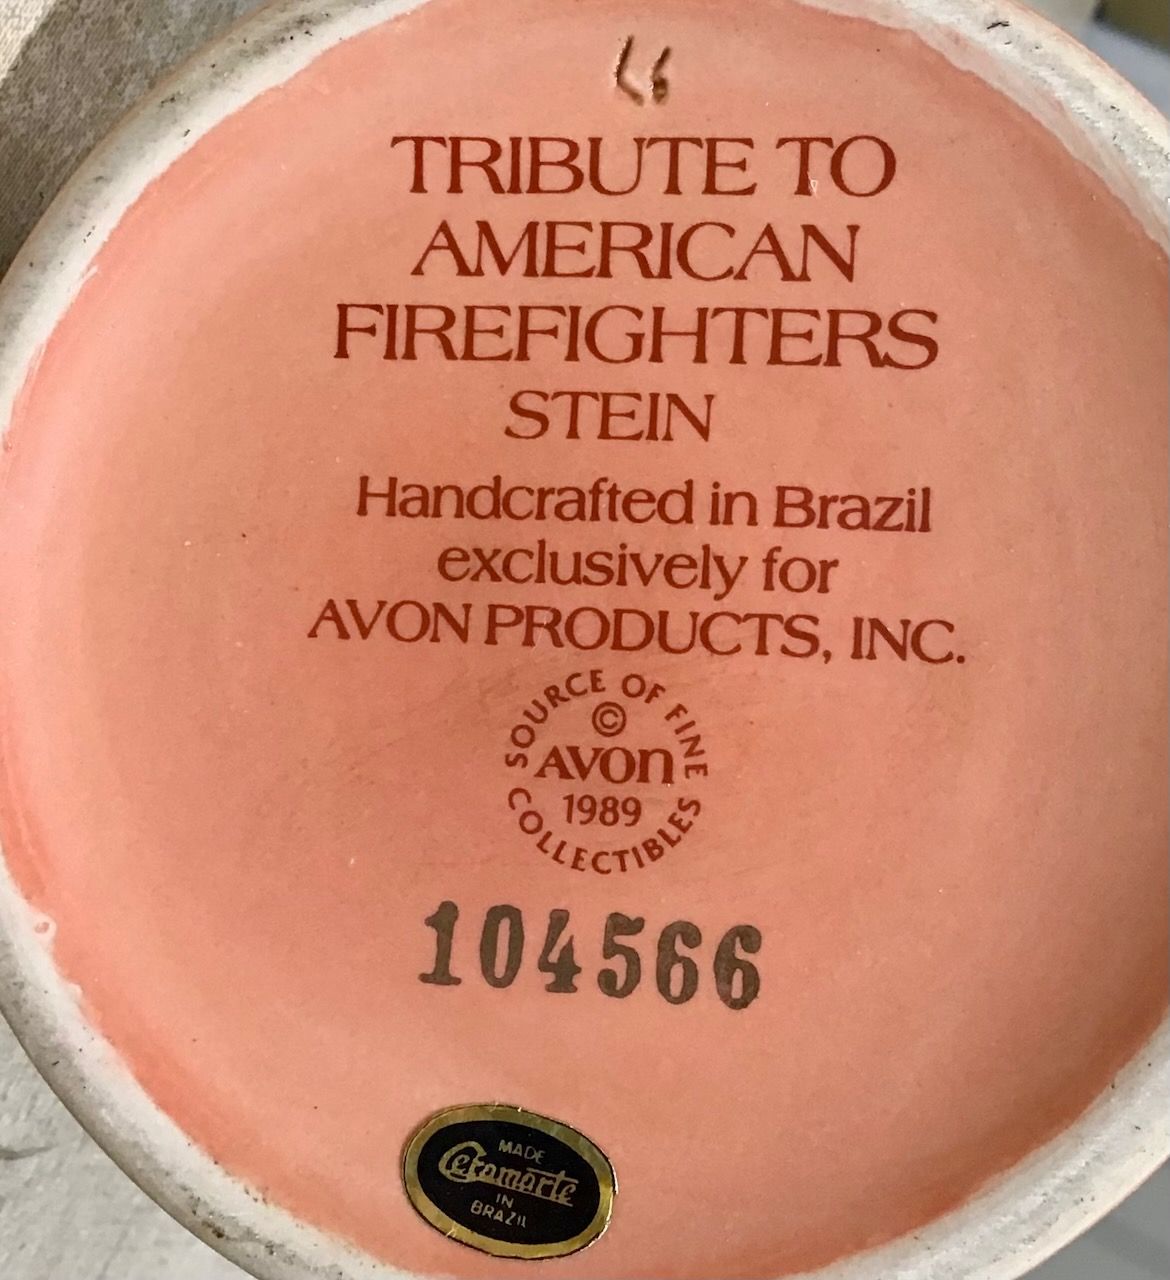 L6
TRIBUTE TO
AMERICAN
FIREFIGHTERS
STEIN
Handcrafted in Brazil
exclusively for
AVON PRODUCTS, INC.
SOURCE OF FINE
©
AVON
1989
COLLECTIBLES
104566
MADE
Ceramarte
IN
BRAZIL